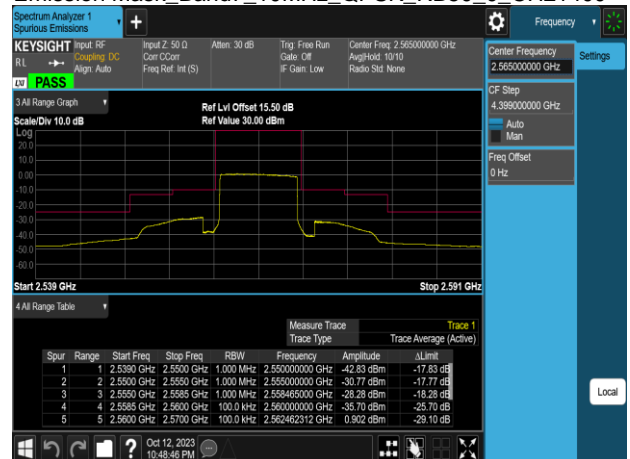 Spectrum Analyzer 1
Spurious Emissions
Frequency
KEYSIGHT
Input: RF
Coupling: DC
Align: Auto
Input Z: 50 Ω
Corr CCorr
Freq Ref: Int (S)
Atten: 30 dB
Trig: Free Run
Gate: Off
IF Gain: Low
Center Freq: 2.565000000 GHz
Avg|Hold: 10/10
Radio Std: None
RL
LXI
PASS
Center Frequency
2.565000000 GHz
Settings
CF Step
4.399000000 GHz
Auto
Man
Freq Offset
0 Hz
3 All Range Graph
Scale/Div 10.0 dB
Ref Lvl Offset 15.50 dB
Ref Value 30.00 dBm
Log
20.0
10.0
0.00
-10.0
-20.0
-30.0
-40.0
-50.0
-60.0
Start 2.539 GHz
Stop 2.591 GHz
4 All Range Table
Measure Trace Trace 1
Trace Type Trace Average (Active)
Spur Range Start Freq Stop Freq RBW Frequency Amplitude ΔLimit
1 1 2.5390 GHz 2.5500 GHz 1.000 MHz 2.550000000 GHz -42.83 dBm -17.83 dB
2 2 2.5500 GHz 2.5550 GHz 1.000 MHz 2.555000000 GHz -30.77 dBm -17.77 dB
3 3 2.5550 GHz 2.5585 GHz 1.000 MHz 2.558465000 GHz -28.28 dBm -18.28 dB
4 4 2.5585 GHz 2.5600 GHz 100.0 kHz 2.560000000 GHz -35.70 dBm -25.70 dB
5 5 2.5600 GHz 2.5700 GHz 100.0 kHz 2.562462312 GHz 0.902 dBm -29.10 dB
Local
Oct 12, 2023
10:48:46 PM